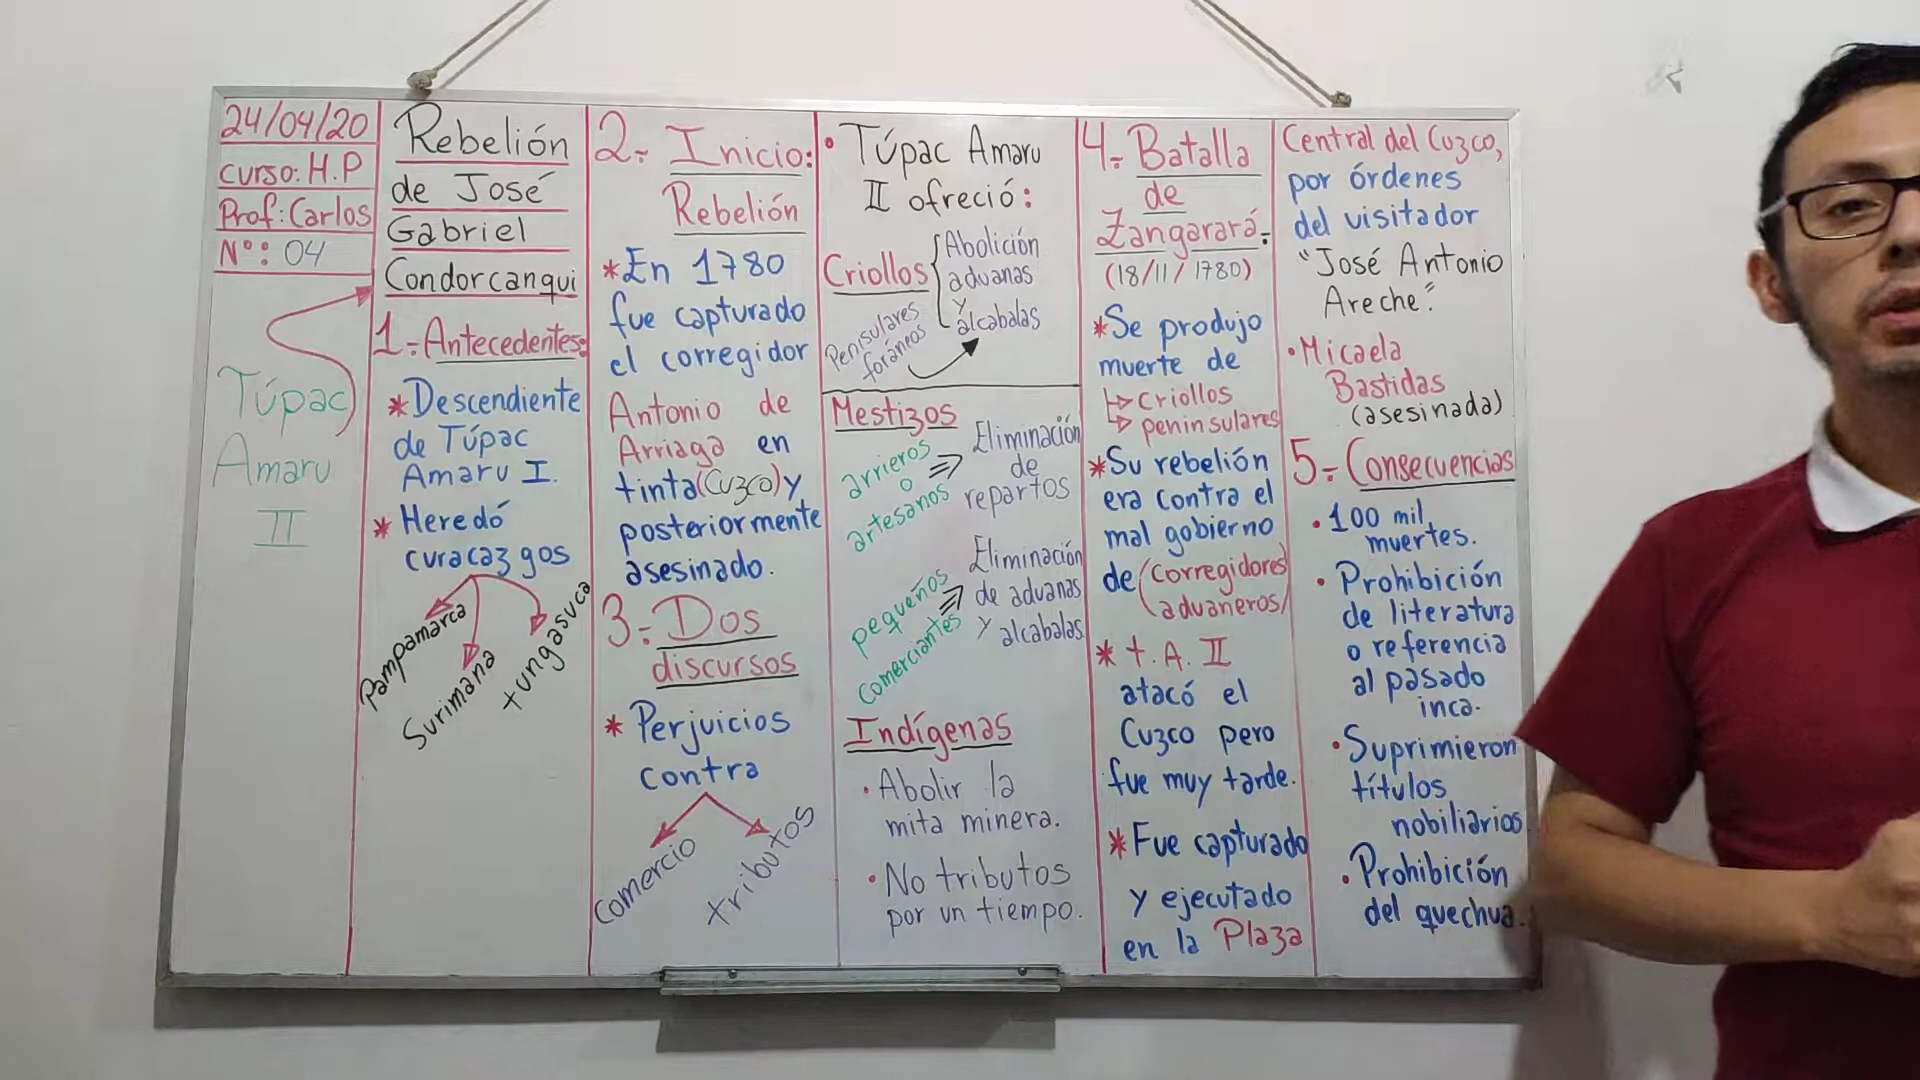 24/04/20
curso: H.P
Prof: Carlos
Nº: 04
Túpac
Amaru
II
Rebelión
de José
Gabriel
Condorcanqui
1.- Antecedentes:
* Descendiente
de Túpac
Amaru I.
* Heredó
curacazgos
Pampamarca
Surimana
tungasuca
2.- Inicio:
Rebelión
* En 1780
fue capturado
el corregidor
Antonio de
Arriaga en
tinta (Cuzco) y
posteriormente
asesinado.
3.- Dos
discursos
* Perjuicios
contra
Comercio
tributos
• Túpac Amaru
II ofreció:
Criollos
Abolición
aduanas
y
alcabalas
Penisulares
foráneos
Mestizos
arrieros
o
artesanos
Eliminación
de
repartos
pequeños
comerciantes
Eliminación
de aduanas
y alcabalas
Indígenas
• Abolir la
mita minera.
• No tributos
por un tiempo.
4.- Batalla
de
Zangarará.-
(18/11/1780)
* Se produjo
muerte de
Criollos
peninsulares
* Su rebelión
era contra el
mal gobierno
de (corregidores)
(aduaneros)
* t. A. II
atacó el
Cuzco pero
fue muy tarde.
* Fue capturado
y ejecutado
en la Plaza
Central del Cuzco,
por órdenes
del visitador
"José Antonio
Areche".
• Micaela
Bastidas
(asesinada)
5.- Consecuencias
• 100 mil
muertes.
• Prohibición
de literatura
o referencia
al pasado
inca.
• Suprimieron
títulos
nobiliarios.
• Prohibición
del quechua.